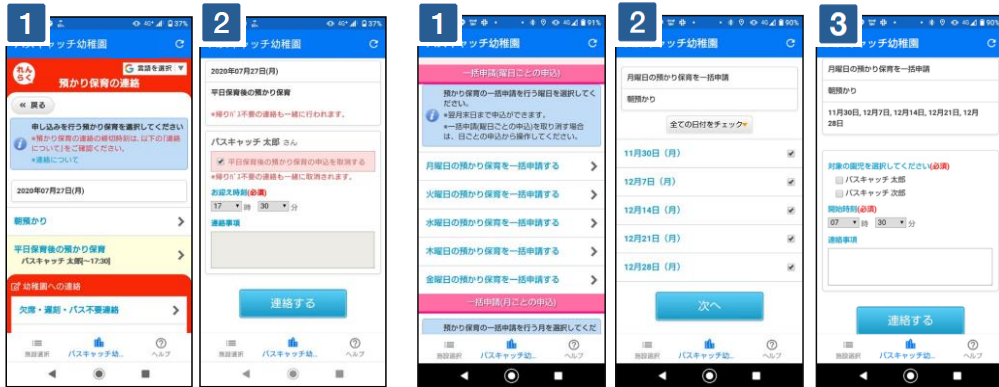 1
37%
スキャッチ幼稚園
れんらく
言語を選択
預かり保育の連絡
≪ 戻る
申し込みを行う預かり保育を選択してください
*預かり保育の連絡の締切時刻は、以下の「連絡について」をご確認ください。
*連絡について
2020年07月27日(月)
朝預かり
平日保育後の預かり保育
バスキャッチ 太郎[~17:30]
幼稚園への連絡
欠席・遅刻・バス不要連絡
施設選択
バスキャッチ幼...
ヘルプ
2
37%
キャッチ幼稚園
2020年07月27日(月)
平日保育後の預かり保育
*帰りバス不要の連絡も一緒に行われます。
バスキャッチ 太郎 さん
平日保育後の預かり保育の申込を取消する
*帰りバス不要の連絡も一緒に取消されます。
お迎え時刻(必須)
17 時 30 分
連絡事項
連絡する
施設選択
バスキャッチ幼...
ヘルプ
1
91%
ッチ幼稚園
一括申請(曜日ごとの申込)
預かり保育の一括申請を行う曜日を選択してください。
*翌月末日まで申込ができます。
*一括申請(曜日ごとの申込)を取り消す場合は、日ごとの申込から操作してください。
月曜日の預かり保育を一括申請する
火曜日の預かり保育を一括申請する
水曜日の預かり保育を一括申請する
木曜日の預かり保育を一括申請する
金曜日の預かり保育を一括申請する
一括申請(月ごとの申込)
預かり保育の一括申請を行う月を選択してくだ
施設選択
バスキャッチ幼...
ヘルプ
2
90%
ッチ幼稚園
月曜日の預かり保育を一括申請
朝預かり
全ての日付をチェック
11月30日（月）
12月7日（月）
12月14日（月）
12月21日（月）
12月28日（月）
次へ
施設選択
バスキャッチ幼...
ヘルプ
3
90%
ッチ幼稚園
月曜日の預かり保育を一括申請
朝預かり
11月30日, 12月7日, 12月14日, 12月21日, 12月28日
対象の園児を選択してください(必須)
バスキャッチ 太郎
バスキャッチ 次郎
開始時刻(必須)
07 時 30 分
連絡事項
連絡する
施設選択
バスキャッチ幼...
ヘルプ